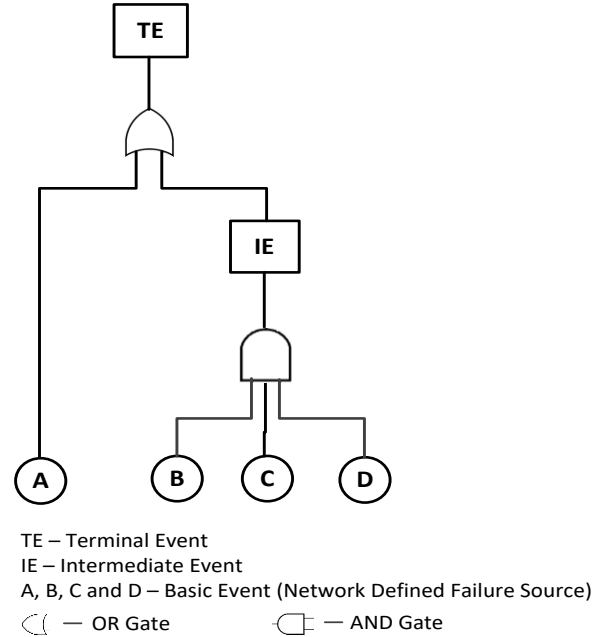 TE
IE
A
B
C
D
TE – Terminal Event
IE – Intermediate Event
A, B, C and D – Basic Event (Network Defined Failure Source)
— OR Gate — AND Gate